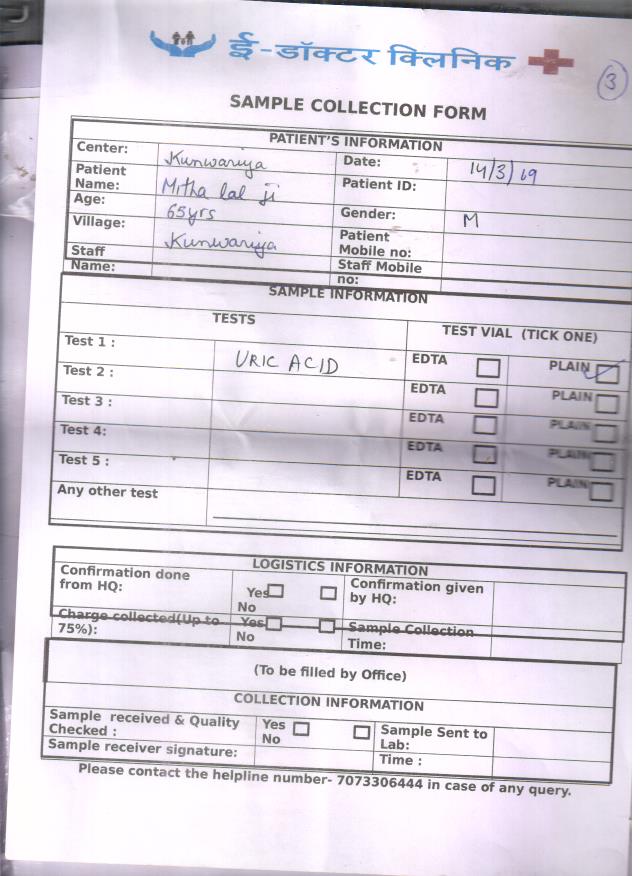 ई-डॉक्टर क्लिनिक
3
SAMPLE COLLECTION FORM
PATIENT'S INFORMATION
Center: Kunwariya Date: 14/3/19
Patient Name: Mitha lal ji Patient ID:
Age: 65yrs Gender: M
Village: Kunwariya Patient Mobile no:
Staff Name: Staff Mobile no:
SAMPLE INFORMATION
TESTS TEST VIAL (TICK ONE)
Test 1 : URIC ACID EDTA PLAIN
Test 2 : EDTA PLAIN
Test 3 : EDTA PLAIN
Test 4: EDTA PLAIN
Test 5 : EDTA PLAIN
Any other test
LOGISTICS INFORMATION
Confirmation done from HQ: Yes No Confirmation given by HQ:
Charge collected(Up to 75%): Yes No Sample Collection Time:
(To be filled by Office)
COLLECTION INFORMATION
Sample received & Quality Checked : Yes No Sample Sent to Lab:
Sample receiver signature: Time :
Please contact the helpline number- 7073306444 in case of any query.